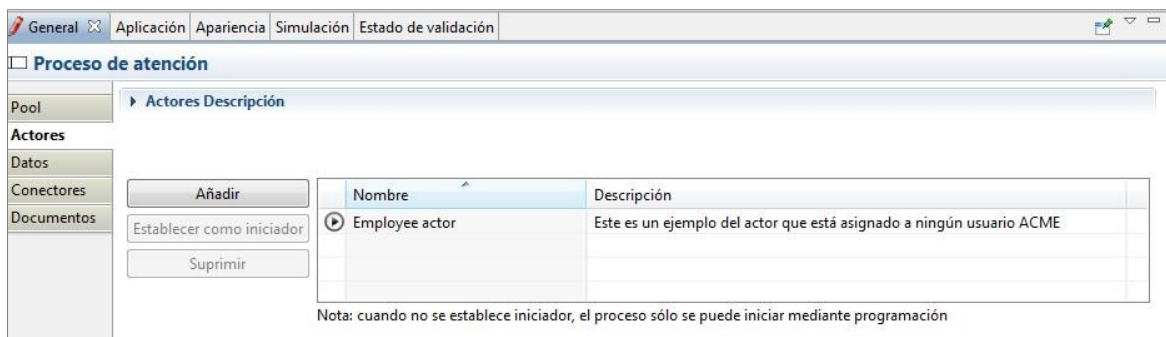 General Aplicación Apariencia Simulación Estado de validación
Proceso de atención
Pool
Actores Descripción
Actores
Datos
Conectores
Documentos
Añadir
Establecer como iniciador
Suprimir
Nombre Descripción
Employee actor Este es un ejemplo del actor que está asignado a ningún usuario ACME
Nota: cuando no se establece iniciador, el proceso sólo se puede iniciar mediante programación